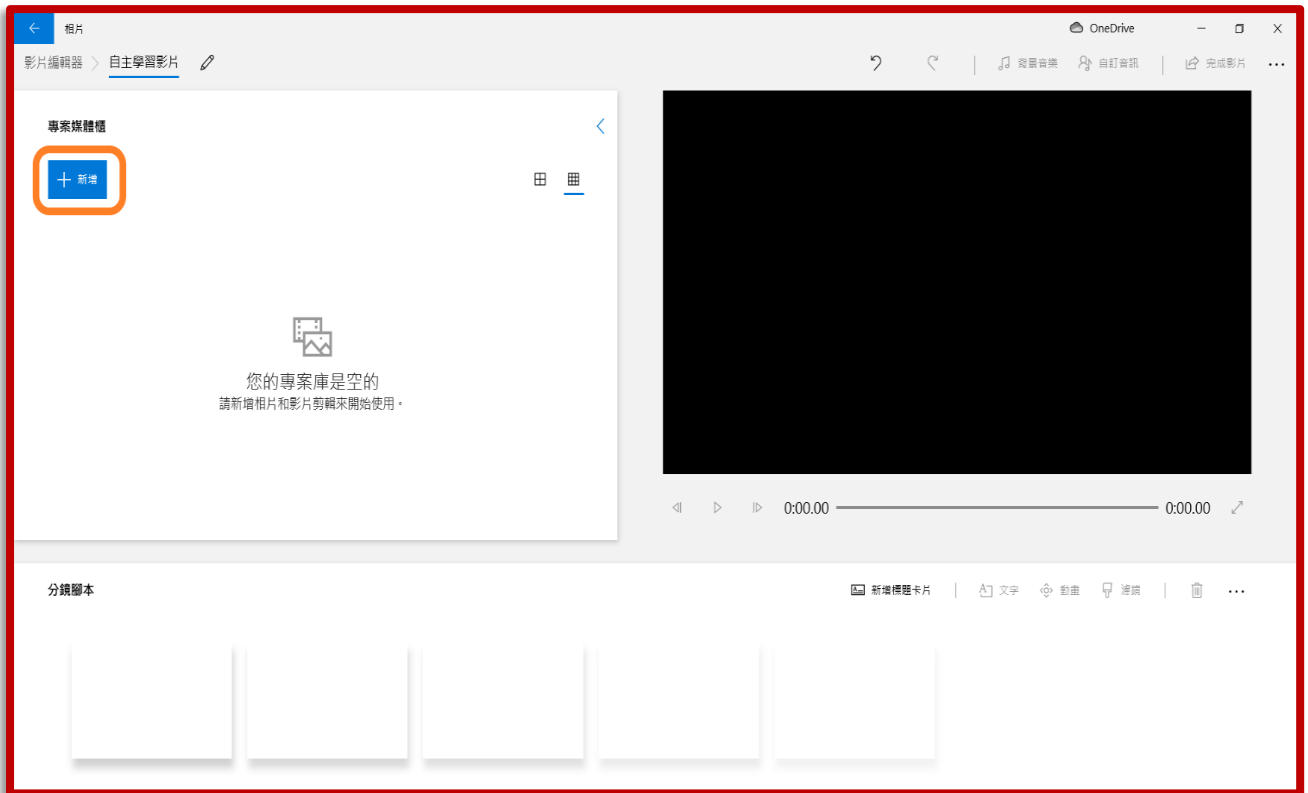 相片
OneDrive
影片編輯器
自主學習影片
背景音樂
自訂音訊
完成影片
專案媒體櫃
新增
您的專案庫是空的
請新增相片和影片剪輯來開始使用。
0:00.00
0:00.00
分鏡腳本
新增標題卡片
文字
動畫
濾鏡